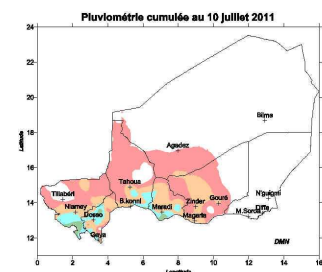 Pluviométrie cumulée au 10 juillet 2011
24
22
20
18
16
14
12
Latitude
Bilma
Agadez
Tahoua
Tillabéri
N'guigmi
Gouré
Zinder
Niamey
B.konni
Maradi
Diffa
Dosso
M.Soroa
Magaria
Gaya
DMN
0 2 4 6 8 10 12 14 16
Longitude